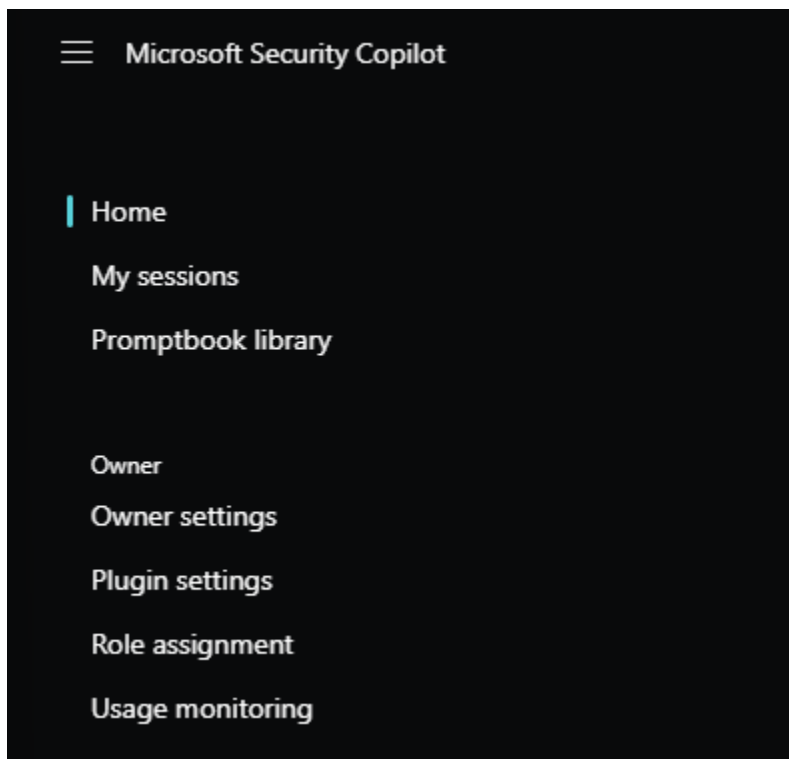 Microsoft Security Copilot
Home
My sessions
Promptbook library
Owner
Owner settings
Plugin settings
Role assignment
Usage monitoring